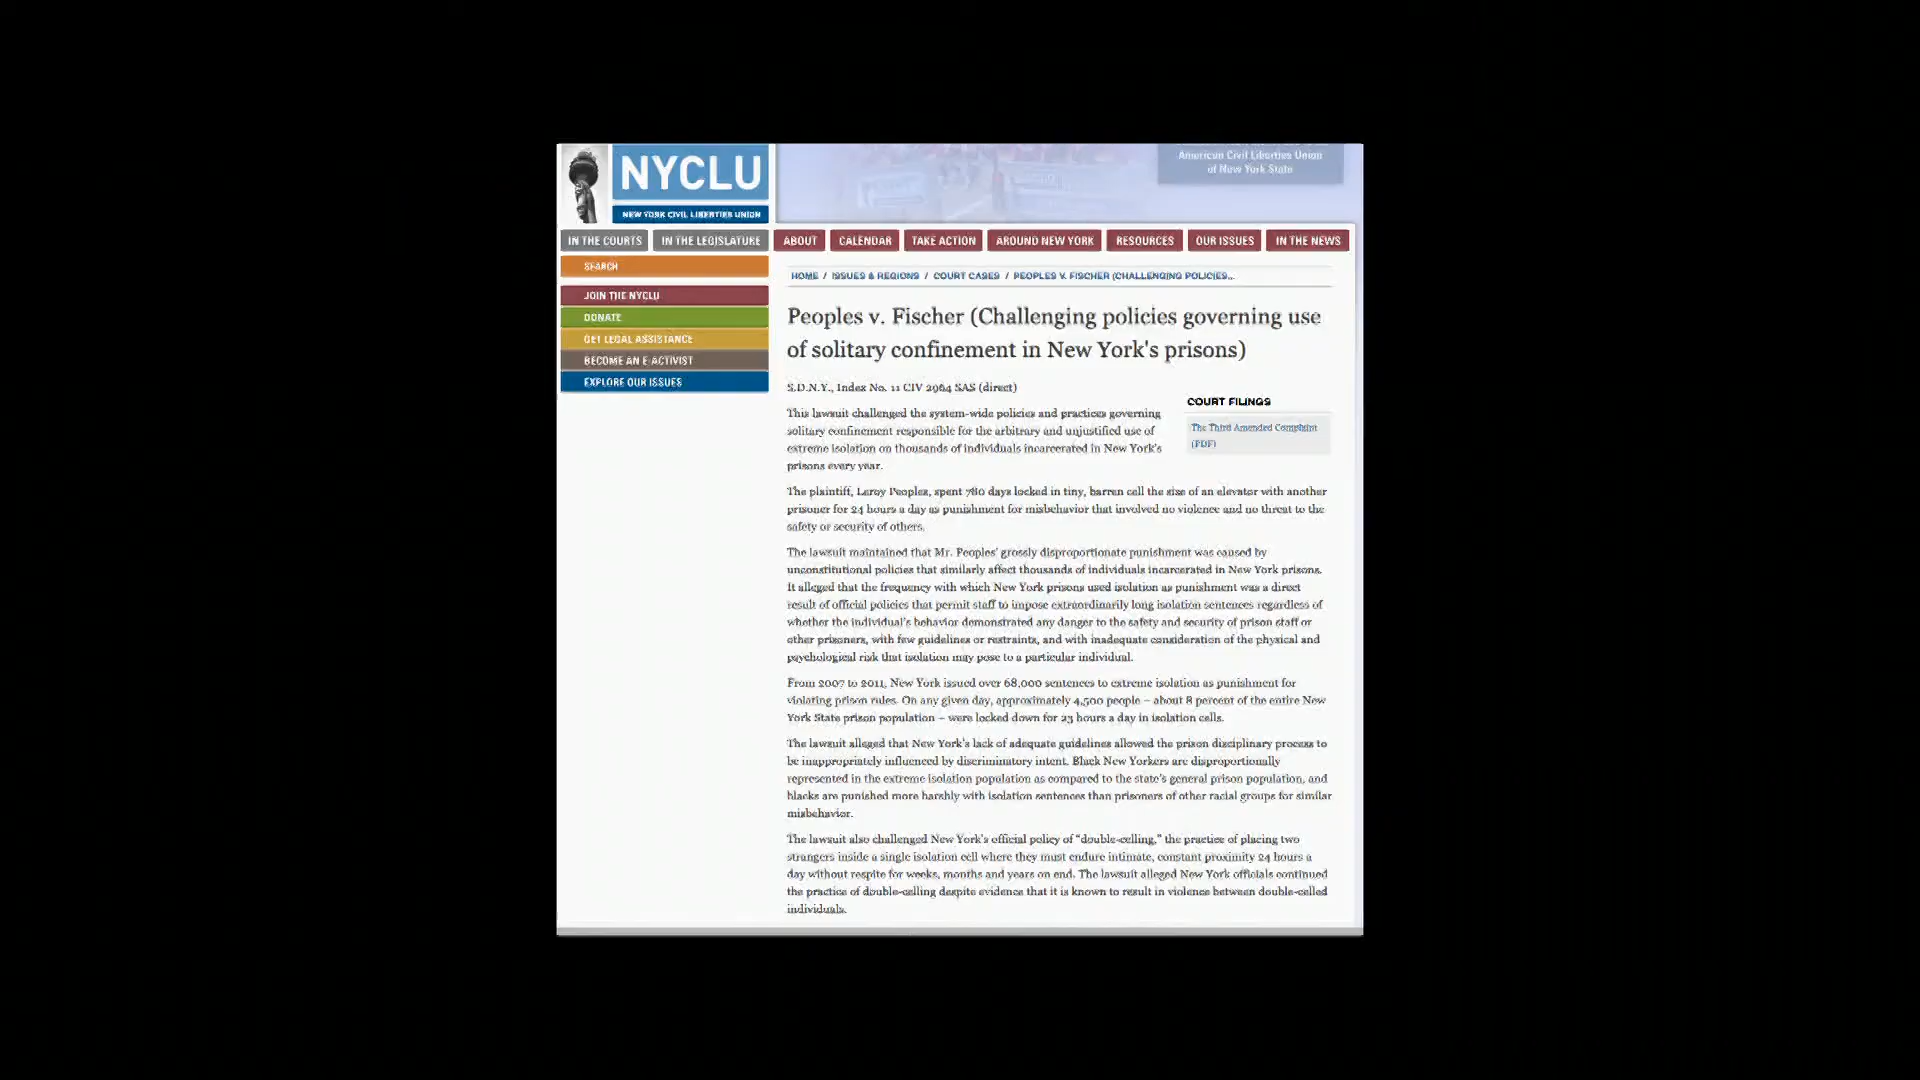 American Civil Liberties Union
of New York State
NYCLU
NEW YORK CIVIL LIBERTIES UNION
IN THE COURTS
IN THE LEGISLATURE
ABOUT
CALENDAR
TAKE ACTION
AROUND NEW YORK
RESOURCES
OUR ISSUES
IN THE NEWS
SEARCH
JOIN THE NYCLU
DONATE
GET LEGAL ASSISTANCE
BECOME AN E-ACTIVIST
EXPLORE OUR ISSUES
HOME / ISSUES & REGIONS / COURT CASES / PEOPLES V. FISCHER (CHALLENGING POLICIES...
Peoples v. Fischer (Challenging policies governing use
of solitary confinement in New York's prisons)
S.D.N.Y., Index No. 11 CIV 2964 SAS (direct)
COURT FILINGS
The Third Amended Complaint
(PDF)
This lawsuit challenged the system-wide policies and practices governing
solitary confinement responsible for the arbitrary and unjustified use of
extreme isolation on thousands of individuals incarcerated in New York's
prisons every year.
The plaintiff, Leroy Peoples, spent 780 days locked in tiny, barren cell the size of an elevator with another
prisoner for 24 hours a day as punishment for misbehavior that involved no violence and no threat to the
safety or security of others.
The lawsuit maintained that Mr. Peoples' grossly disproportionate punishment was caused by
unconstitutional policies that similarly affect thousands of individuals incarcerated in New York prisons.
It alleged that the frequency with which New York prisons used isolation as punishment was a direct
result of official policies that permit staff to impose extraordinarily long isolation sentences regardless of
whether the individual's behavior demonstrated any danger to the safety and security of prison staff or
other prisoners, with few guidelines or restraints, and with inadequate consideration of the physical and
psychological risk that isolation may pose to a particular individual.
From 2007 to 2011, New York issued over 68,000 sentences to extreme isolation as punishment for
violating prison rules. On any given day, approximately 4,500 people – about 8 percent of the entire New
York State prison population – were locked down for 23 hours a day in isolation cells.
The lawsuit alleged that New York's lack of adequate guidelines allowed the prison disciplinary process to
be inappropriately influenced by discriminatory intent. Black New Yorkers are disproportionally
represented in the extreme isolation population as compared to the state's general prison population, and
blacks are punished more harshly with isolation sentences than prisoners of other racial groups for similar
misbehavior.
The lawsuit also challenged New York's official policy of "double-celling," the practice of placing two
strangers inside a single isolation cell where they must endure intimate, constant proximity 24 hours a
day without respite for weeks, months and years on end. The lawsuit alleged New York officials continued
the practice of double-celling despite evidence that it is known to result in violence between double-celled
individuals.